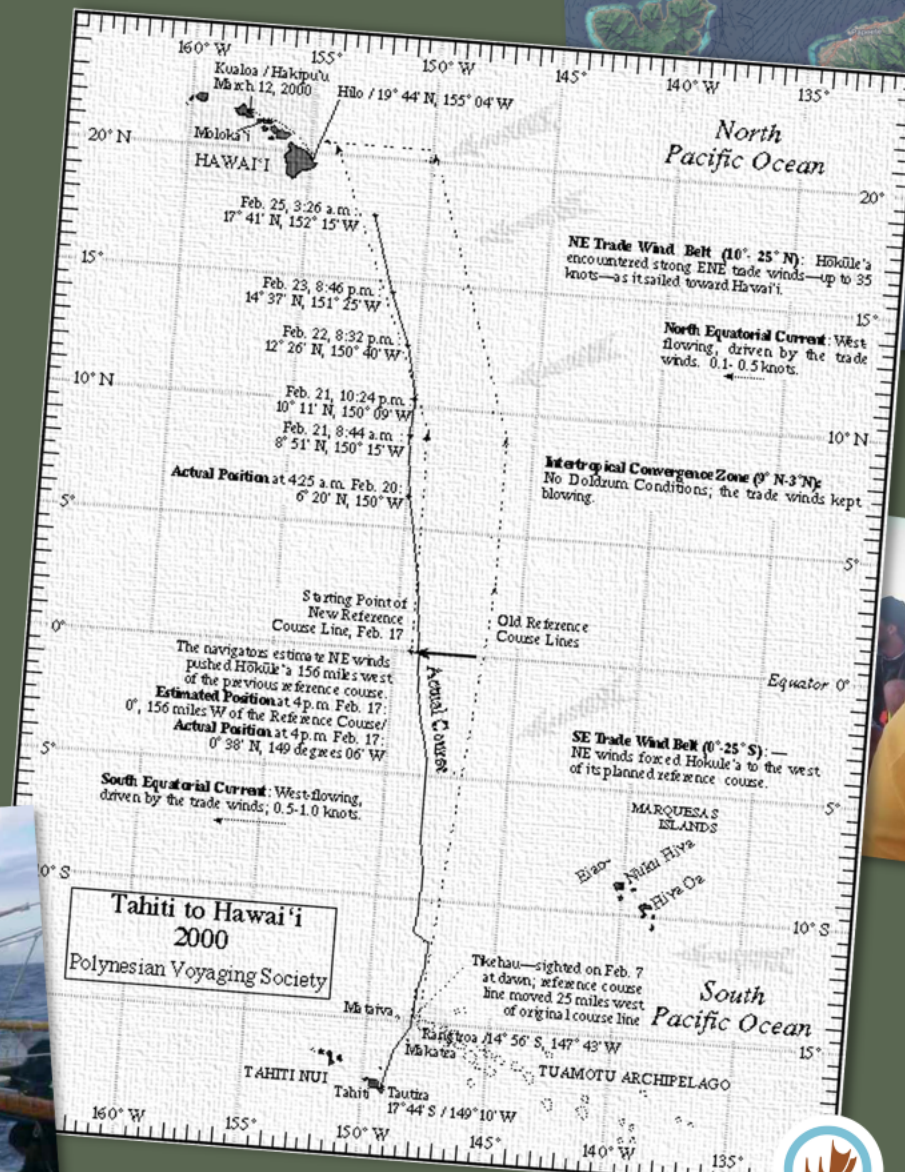 160° W
155°
150° W
145°
140° W
135°
Kualoa / Hakipu'u
March 12, 2000
Hilo / 19° 44' N, 155° 04' W
Moloka'i
20° N
HAWAI'I
North
Pacific Ocean
20°
Feb. 25, 3:26 a.m.:
17° 41' N, 152° 15' W
NE Trade Wind Belt (10°- 25° N): Hōkūle'a
encountered strong ENE trade winds—up to 35
knots—as it sailed toward Hawai'i.
15°
Feb. 23, 8:46 p.m.:
14° 37' N, 151° 25' W
15°
North Equatorial Current: West
flowing, driven by the trade
winds. 0.1- 0.5 knots.
Feb. 22, 8:32 p.m.:
12° 26' N, 150° 40' W
10° N
Feb. 21, 10:24 p.m.:
10° 11' N, 150° 09' W
Feb. 21, 8:44 a.m.:
8° 51' N, 150° 15' W
10° N
Intertropical Convergence Zone (9° N-3°N):
No Doldrum Conditions; the trade winds kept
blowing.
Actual Position at 4:25 a.m. Feb. 20:
6° 20' N, 150° W
5°
5°
Starting Point of
New Reference
Course Line, Feb. 17
Old Reference
Course Lines
0°
Equator 0°
The navigators estimate NE winds
pushed Hōkūle'a 156 miles west
of the previous reference course.
Estimated Position at 4 p.m. Feb. 17:
0°, 156 miles W of the Reference Course/
Actual Position at 4 p.m. Feb. 17:
0° 38' N, 149 degrees 06' W
Actual Course
5°
SE Trade Wind Belt (0°-25° S): —
NE winds forced Hokule'a to the west
of its planned reference course.
5°
South Equatorial Current: West-flowing,
driven by the trade winds; 0.5-1.0 knots.
MARQUESAS
ISLANDS
Eiao
Nuku Hiva
Hiva Oa
0° S
10° S
Tahiti to Hawai'i
2000
Polynesian Voyaging Society
Tikehau—sighted on Feb. 7
at dawn; reference course
line moved 25 miles west
of original course line
South
Pacific Ocean
Mataiva
Rangiroa /14° 56' S, 147° 43' W
Makatea
15°
TUAMOTU ARCHIPELAGO
TAHITI NUI
Tahiti
Tautira
17°44' S / 149°10' W
160° W
155°
150° W
145°
140° W
135°